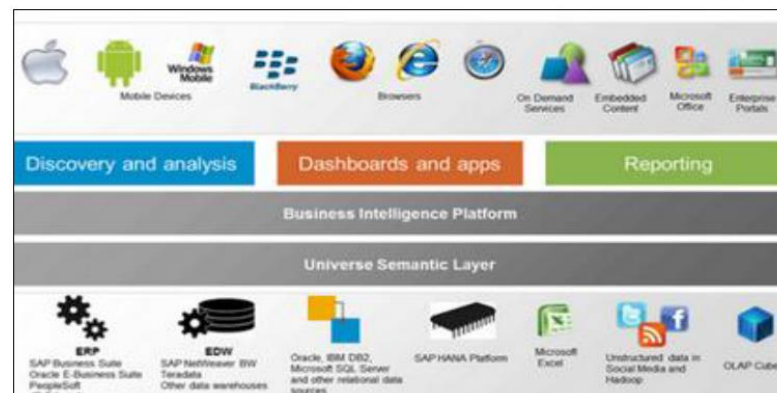 Windows
Mobile
BlackBerry
Mobile Devices
Browsers
On Demand
Services
Embedded
Content
Microsoft
Office
Enterprise
Portals
Discovery and analysis
Dashboards and apps
Reporting
Business Intelligence Platform
Universe Semantic Layer
ERP
SAP Business Suite
Oracle E-Business Suite
PeopleSoft
EDW
SAP NetWeaver BW
Teradata
Other data warehouses
Oracle, IBM DB2,
Microsoft SQL Server
and other relational data
sources
SAP HANA Platform
Microsoft
Excel
Unstructured data in
Social Media and
Hadoop
OLAP Cube